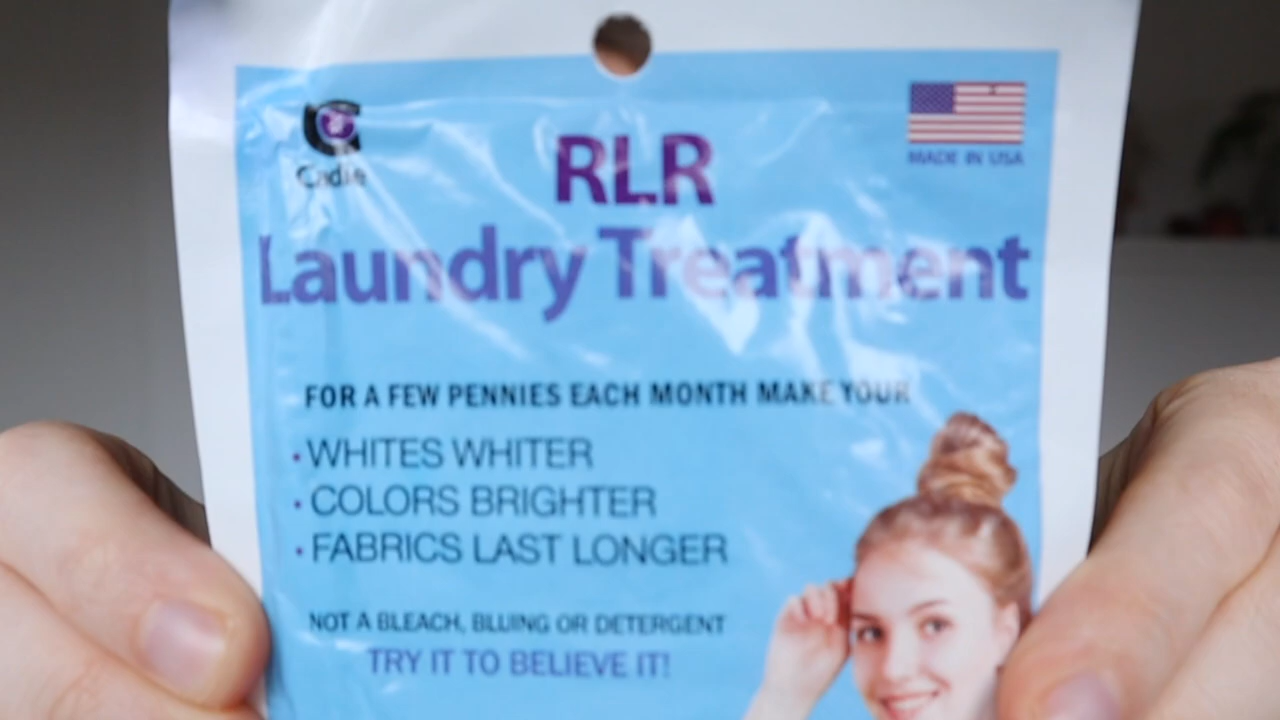 Cadie
MADE IN USA
RLR
Laundry Treatment
FOR A FEW PENNIES EACH MONTH MAKE YOUR
• WHITES WHITER
• COLORS BRIGHTER
• FABRICS LAST LONGER
NOT A BLEACH, BLUING OR DETERGENT
TRY IT TO BELIEVE IT!